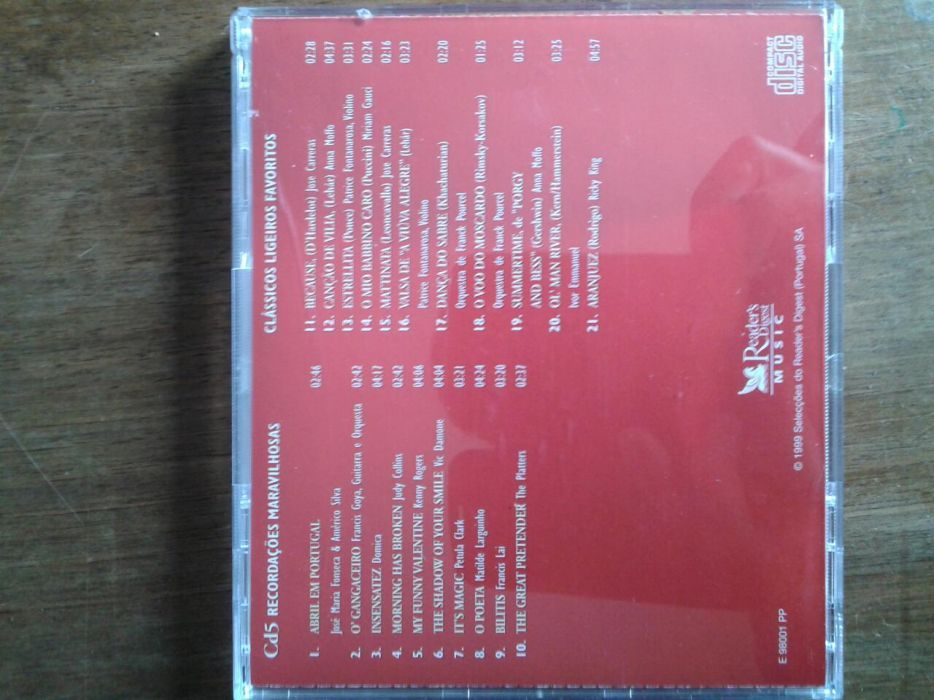 Cd5 RECORDAÇÕES MARAVILHOSAS
1. ABRIL EM PORTUGAL 02:46
José Maria Fonseca & Américo Silva
2. O' GANGACEIRO Francis Goya, Guitarra e Orquestra 02:42
3. INSENSATEZ Domica 04:17
4. MORNING HAS BROKEN Judy Collins 02:42
5. MY FUNNY VALENTINE Kenny Rogers 04:06
6. THE SHADOW OF YOUR SMILE Vic Damone 04:04
7. IT'S MAGIC Petula Clark 03:21
8. O POETA Matilde Larguinho 04:24
9. BILITIS Francis Lai 03:20
10. THE GREAT PRETENDER The Platters 02:37
CLÁSSICOS LIGEIROS FAVORITOS
11. BECAUSE, (D'Hardelot) Jose Carreras 02:28
12. CANÇÃO DE VILIA, (Lehár) Anna Moffo 04:37
13. ESTRELLITA (Ponce) Patrice Fontanarosa, Violino 03:31
14. O MIO BABBINO CARO (Puccini) Miriam Gauci 02:24
15. MATTINATA (Leoncavallo) Jose Carreras 02:16
16. VALSA DE "A VIÚVA ALEGRE" (Lehár) 03:23
Patrice Fontanarosa, Violino
17. DANÇA DO SABRE (Khachaturian) 02:20
Orquestra de Franck Pourcel
18. O VOO DO MOSCARDO (Rimsky-Korsakov) 01:25
Orquestra de Franck Pourcel
19. SUMMERTIME, de "PORGY 03:12
AND BESS" (Gershwin) Anna Moffo
20. OL' MAN RIVER, (Kern/Hammerstein) 03:25
Ivor Emmanuel
21. ARANJUEZ (Rodrigo) Ricky King 04:57
Reader's
Digest
MUSIC
© 1999 Selecções do Reader's Digest (Portugal) SA
E 98001 PP
COMPACT
disc
DIGITAL AUDIO